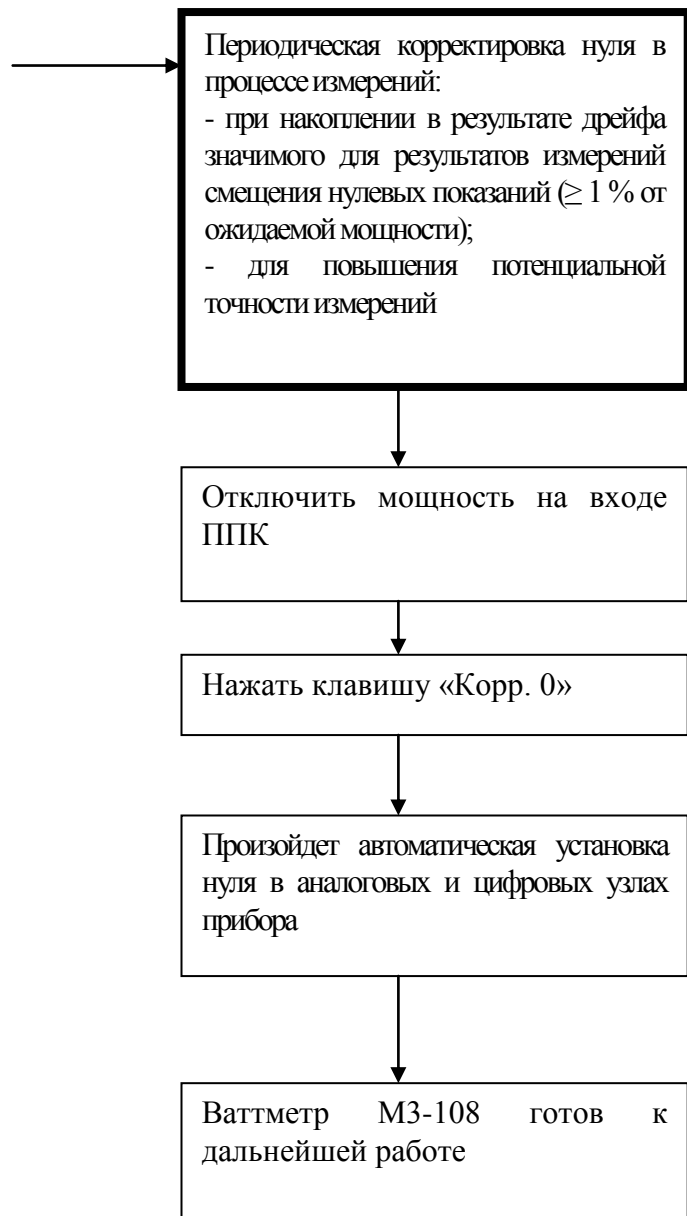 Периодическая корректировка нуля в
процессе измерений:
- при накоплении в результате дрейфа
значимого для результатов измерений
смещения нулевых показаний (≥ 1 % от
ожидаемой мощности);
- для повышения потенциальной
точности измерений
Отключить мощность на входе
ППК
Нажать клавишу «Корр. 0»
Произойдет автоматическая установка
нуля в аналоговых и цифровых узлах
прибора
Ваттметр М3-108 готов к
дальнейшей работе